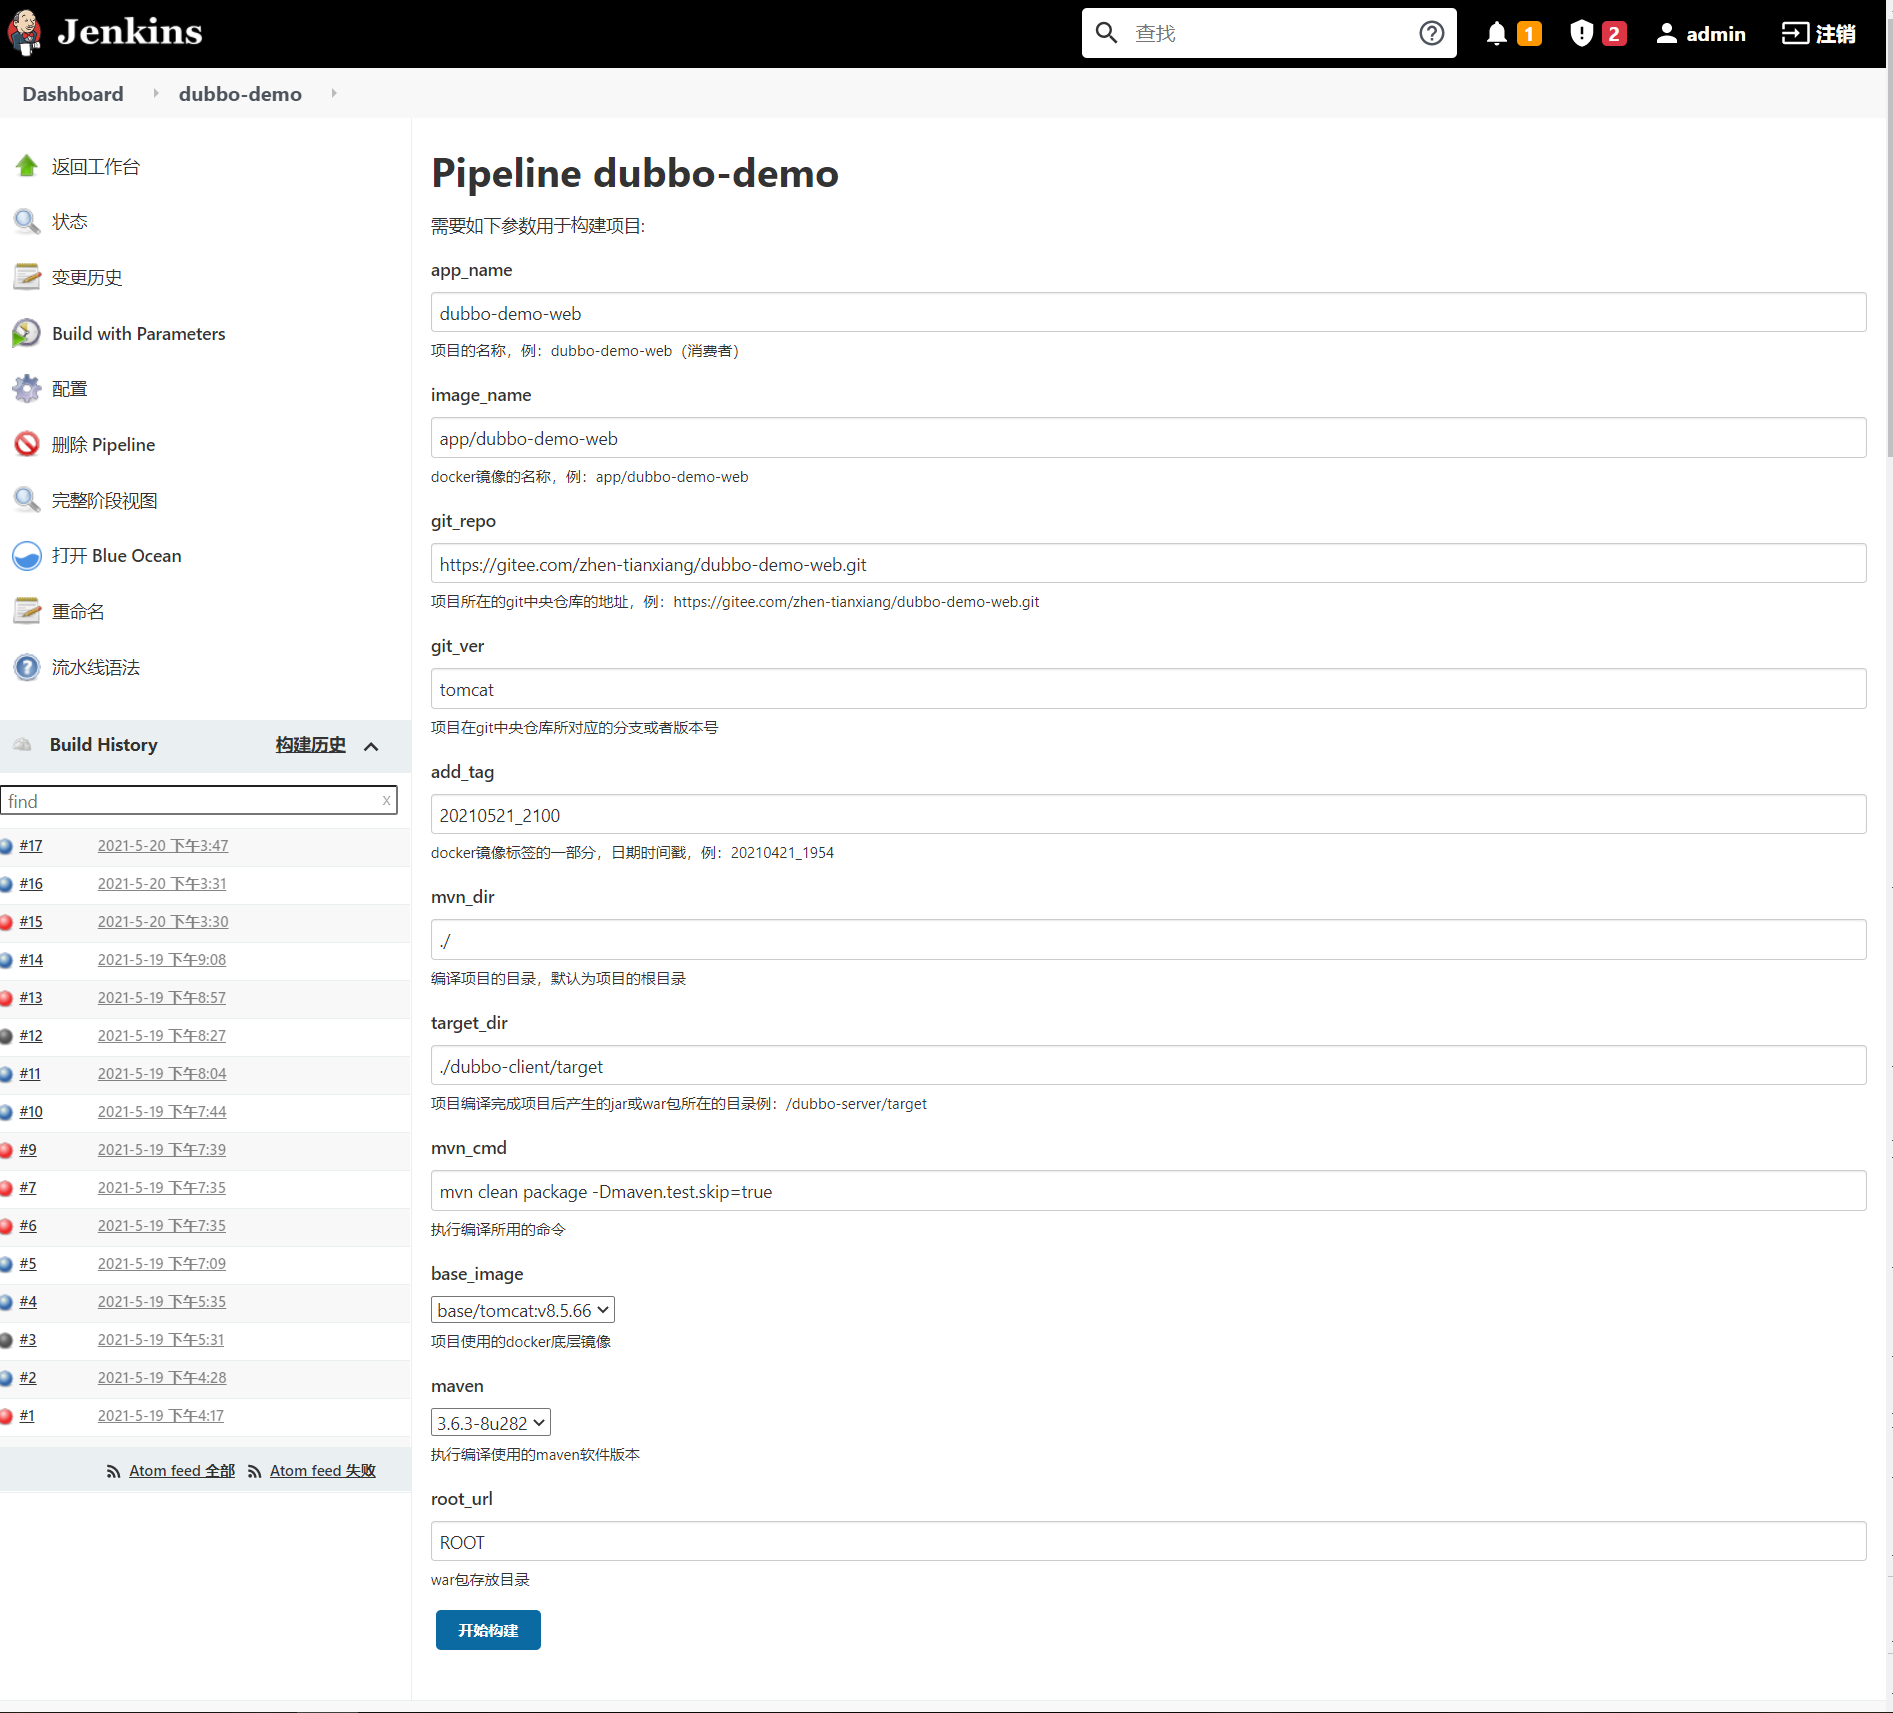 Jenkins
查找
1
2
admin
注销
Dashboard
dubbo-demo
返回工作台
状态
变更历史
Build with Parameters
配置
删除 Pipeline
完整阶段视图
打开 Blue Ocean
重命名
流水线语法
Build History
构建历史
find
x
#17 2021-5-20 下午3:47
#16 2021-5-20 下午3:31
#15 2021-5-20 下午3:30
#14 2021-5-19 下午9:08
#13 2021-5-19 下午8:57
#12 2021-5-19 下午8:27
#11 2021-5-19 下午8:04
#10 2021-5-19 下午7:44
#9 2021-5-19 下午7:39
#7 2021-5-19 下午7:35
#6 2021-5-19 下午7:35
#5 2021-5-19 下午7:09
#4 2021-5-19 下午5:35
#3 2021-5-19 下午5:31
#2 2021-5-19 下午4:28
#1 2021-5-19 下午4:17
Atom feed 全部 Atom feed 失败
Pipeline dubbo-demo
需要如下参数用于构建项目:
app_name
dubbo-demo-web
项目的名称，例：dubbo-demo-web（消费者）
image_name
app/dubbo-demo-web
docker镜像的名称，例：app/dubbo-demo-web
git_repo
https://gitee.com/zhen-tianxiang/dubbo-demo-web.git
项目所在的git中央仓库的地址，例：https://gitee.com/zhen-tianxiang/dubbo-demo-web.git
git_ver
tomcat
项目在git中央仓库所对应的分支或者版本号
add_tag
20210521_2100
docker镜像标签的一部分，日期时间戳，例：20210421_1954
mvn_dir
./
编译项目的目录，默认为项目的根目录
target_dir
./dubbo-client/target
项目编译完成项目后产生的jar或war包所在的目录例：/dubbo-server/target
mvn_cmd
mvn clean package -Dmaven.test.skip=true
执行编译所用的命令
base_image
base/tomcat:v8.5.66
项目使用的docker底层镜像
maven
3.6.3-8u282
执行编译使用的maven软件版本
root_url
ROOT
war包存放目录
开始构建